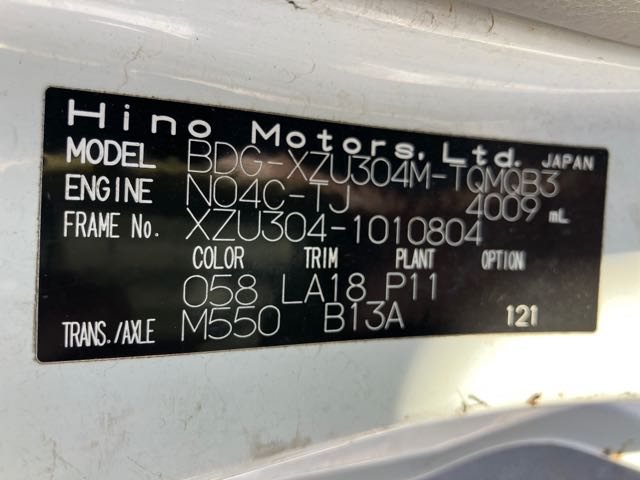 Hino Motors, Ltd. JAPAN
MODEL BDG-XZU304M-TQMQB3
ENGINE N04C-TJ 4009 mL
FRAME No. XZU304-1010804
COLOR TRIM PLANT OPTION
058 LA18 P11
TRANS./AXLE M550 B13A 121